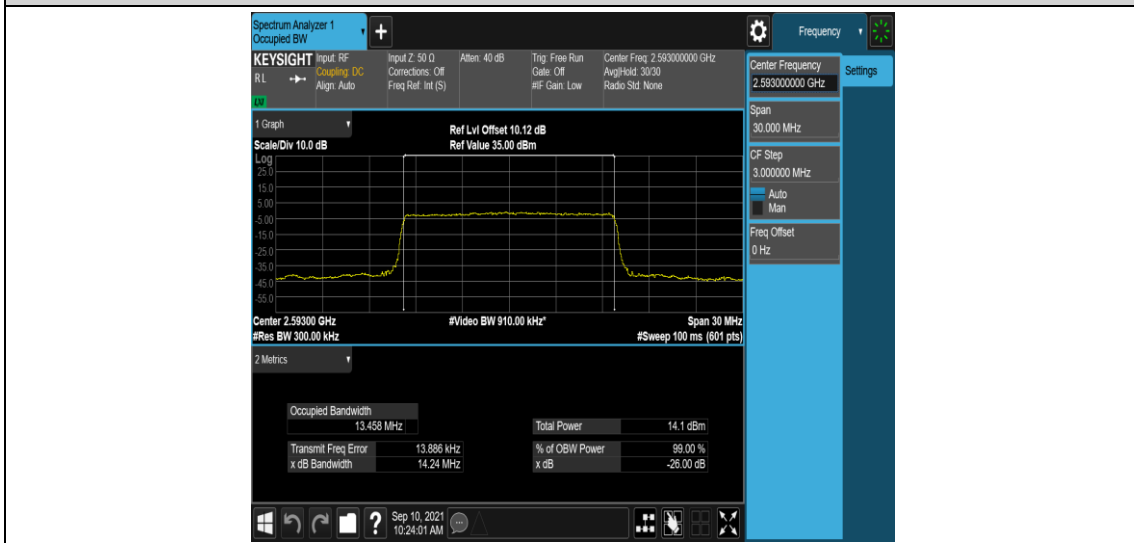 Spectrum Analyzer 1
Occupied BW
+
Frequency
KEYSIGHT
RL
LXI
Input: RF
Coupling: DC
Align: Auto
Input Z: 50 Ω
Corrections: Off
Freq Ref: Int (S)
Atten: 40 dB
Trig: Free Run
Gate: Off
#IF Gain: Low
Center Freq: 2.593000000 GHz
Avg|Hold: 30/30
Radio Std: None
Center Frequency
2.593000000 GHz
Settings
Span
30.000 MHz
CF Step
3.000000 MHz
Auto
Man
Freq Offset
0 Hz
1 Graph
Ref Lvl Offset 10.12 dB
Scale/Div 10.0 dB
Ref Value 35.00 dBm
Log
25.0
15.0
5.00
-5.00
-15.0
-25.0
-35.0
-45.0
-55.0
Center 2.59300 GHz
#Video BW 910.00 kHz*
Span 30 MHz
#Res BW 300.00 kHz
#Sweep 100 ms (601 pts)
2 Metrics
Occupied Bandwidth
13.458 MHz
Total Power 14.1 dBm
Transmit Freq Error 13.886 kHz
% of OBW Power 99.00 %
x dB Bandwidth 14.24 MHz
x dB -26.00 dB
?
Sep 10, 2021
10:24:01 AM